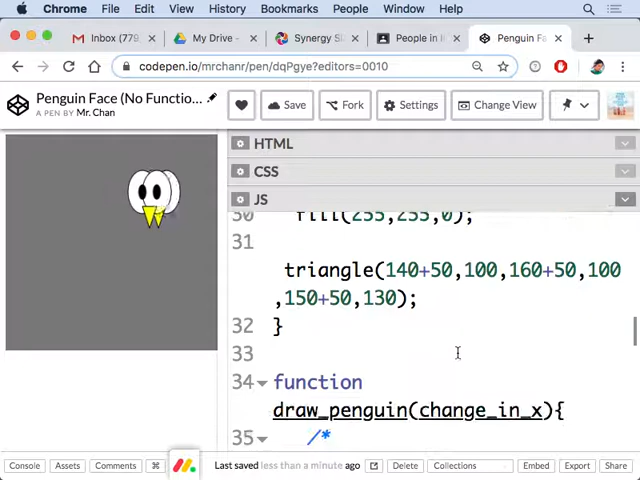 Chrome File Edit View History Bookmarks People Window Help
Inbox (779, My Drive - Synergy Sl People in I Penguin Fa
codepen.io/mrchanr/pen/dqPgye?editors=0010
Penguin Face (No Functio...
A PEN BY Mr. Chan
Save Fork Settings Change View
HTML
CSS
JS
30 fill(255,255,0);
31
triangle(140+50,100,160+50,100
,150+50,130);
32 }
33
34 function
draw_penguin(change_in_x){
35 /*
Console Assets Comments ⌘ Last saved less than a minute ago Delete Collections Embed Export Share